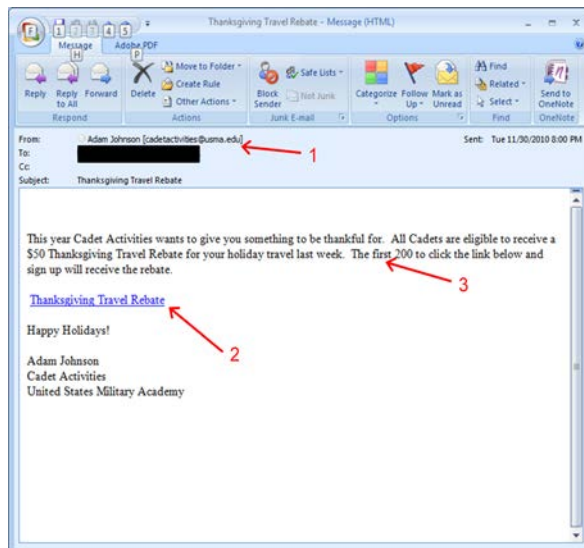 Thanksgiving Travel Rebate - Message (HTML)
F 1 2 3 4 5
Message Adobe PDF
H P
Reply Reply to All Forward
Respond
Delete Move to Folder
Create Rule
Other Actions
Actions
Block Sender Safe Lists
Not Junk
Junk E-mail
Categorize Follow Up Mark as Unread
Options
Find
Related
Select
Find
Send to OneNote
OneNote
From: Adam Johnson [cadetactivities@usma.edu] 1 Sent: Tue 11/30/2010 8:00 PM
To:
Cc:
Subject: Thanksgiving Travel Rebate
This year Cadet Activities wants to give you something to be thankful for. All Cadets are eligible to receive a
$50 Thanksgiving Travel Rebate for your holiday travel last week. The first 200 to click the link below and
sign up will receive the rebate.
3
Thanksgiving Travel Rebate
2
Happy Holidays!
Adam Johnson
Cadet Activities
United States Military Academy